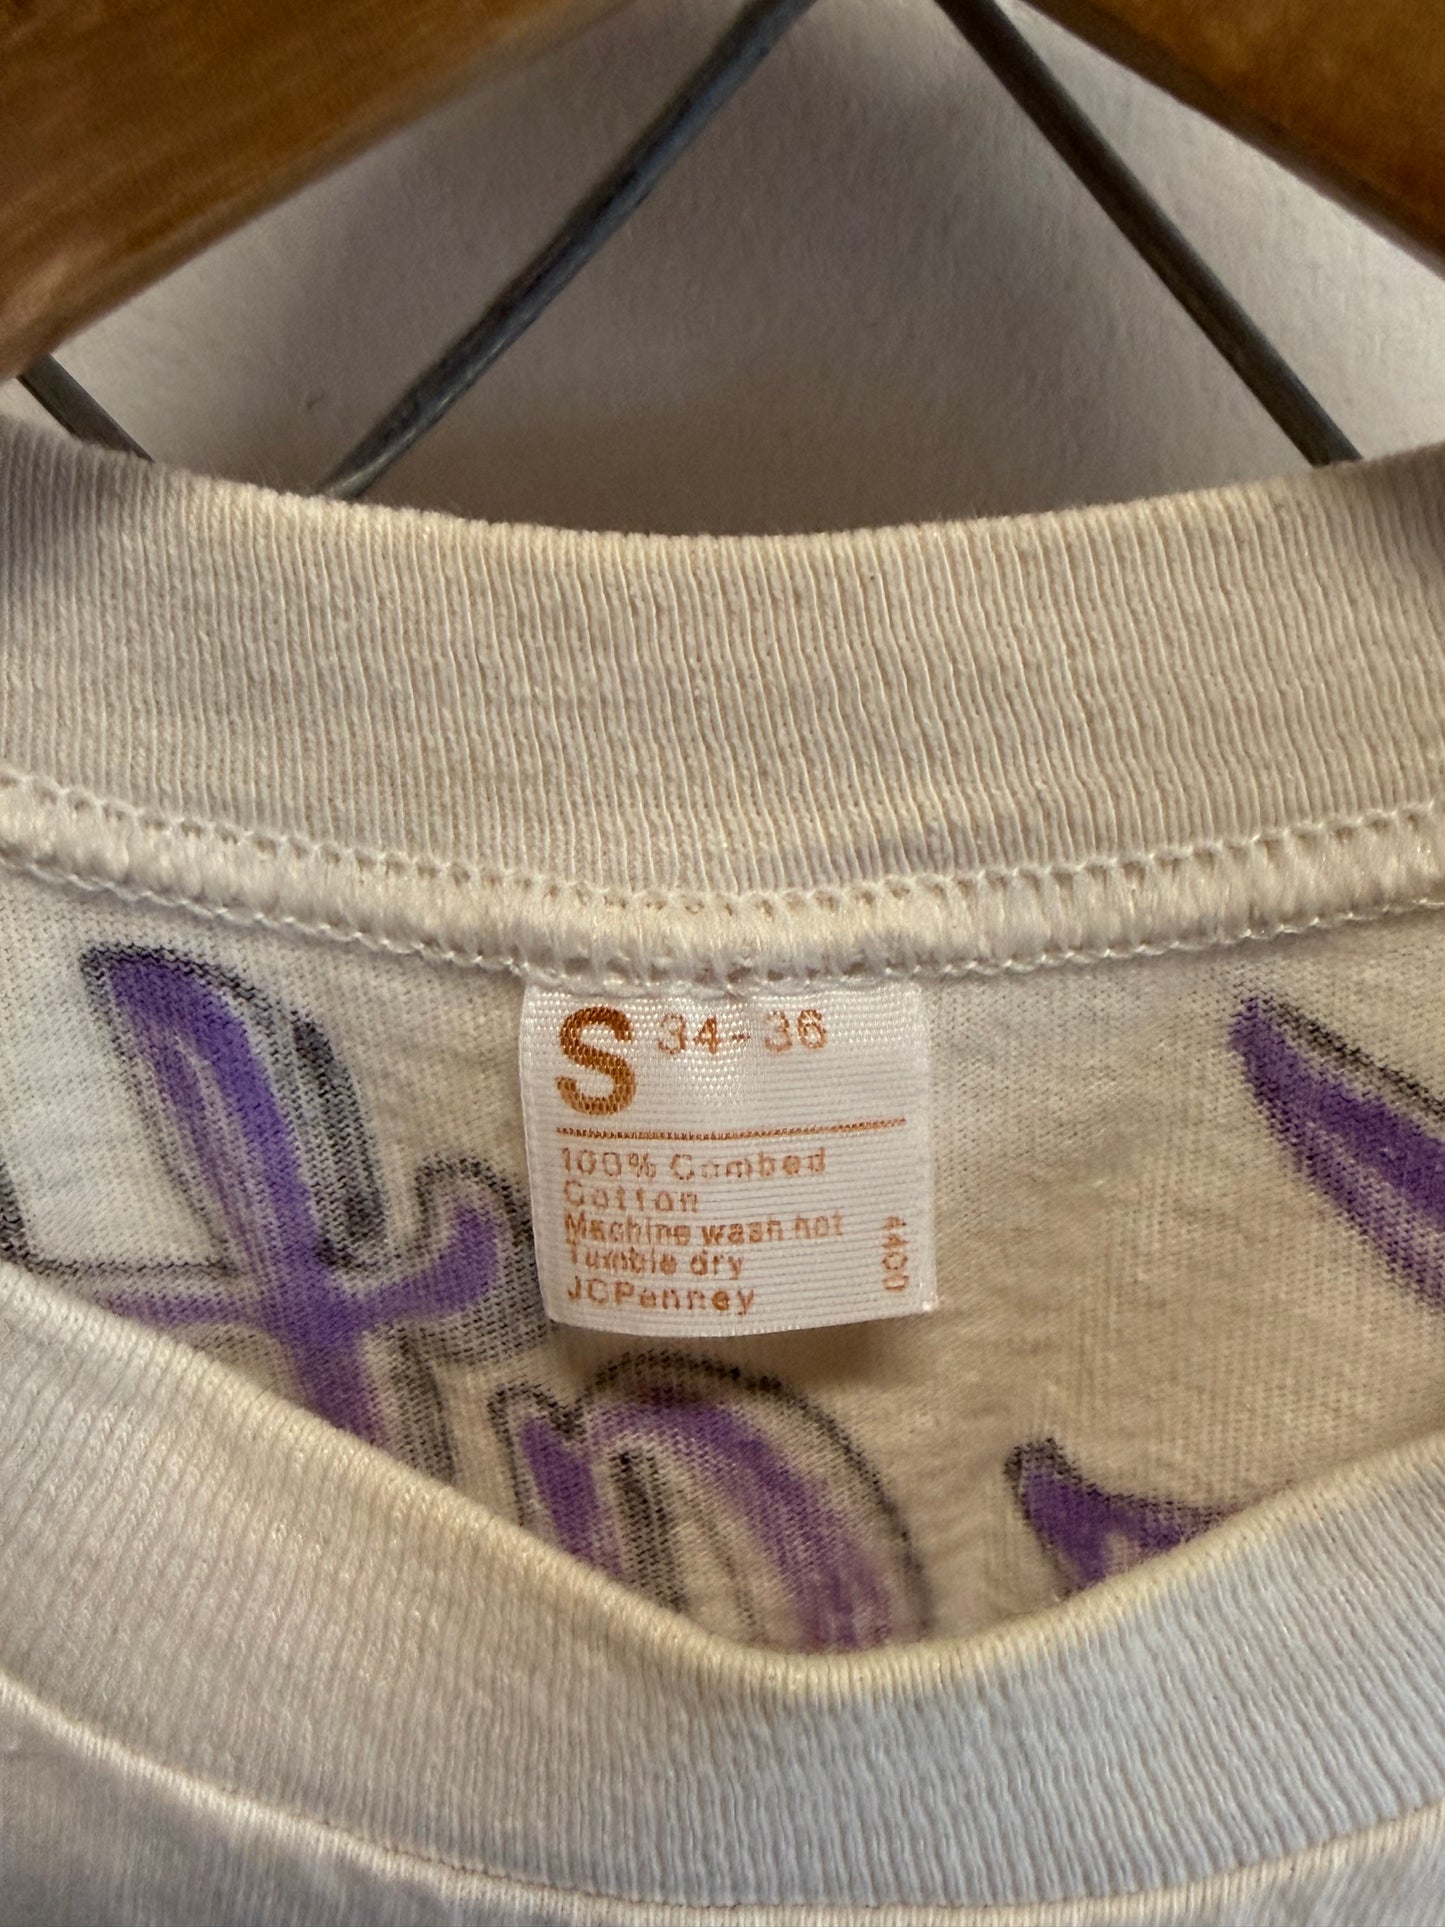 S 34-36
100% Combed
Cotton
Machine wash hot
Tumble dry
JCPenney
4400